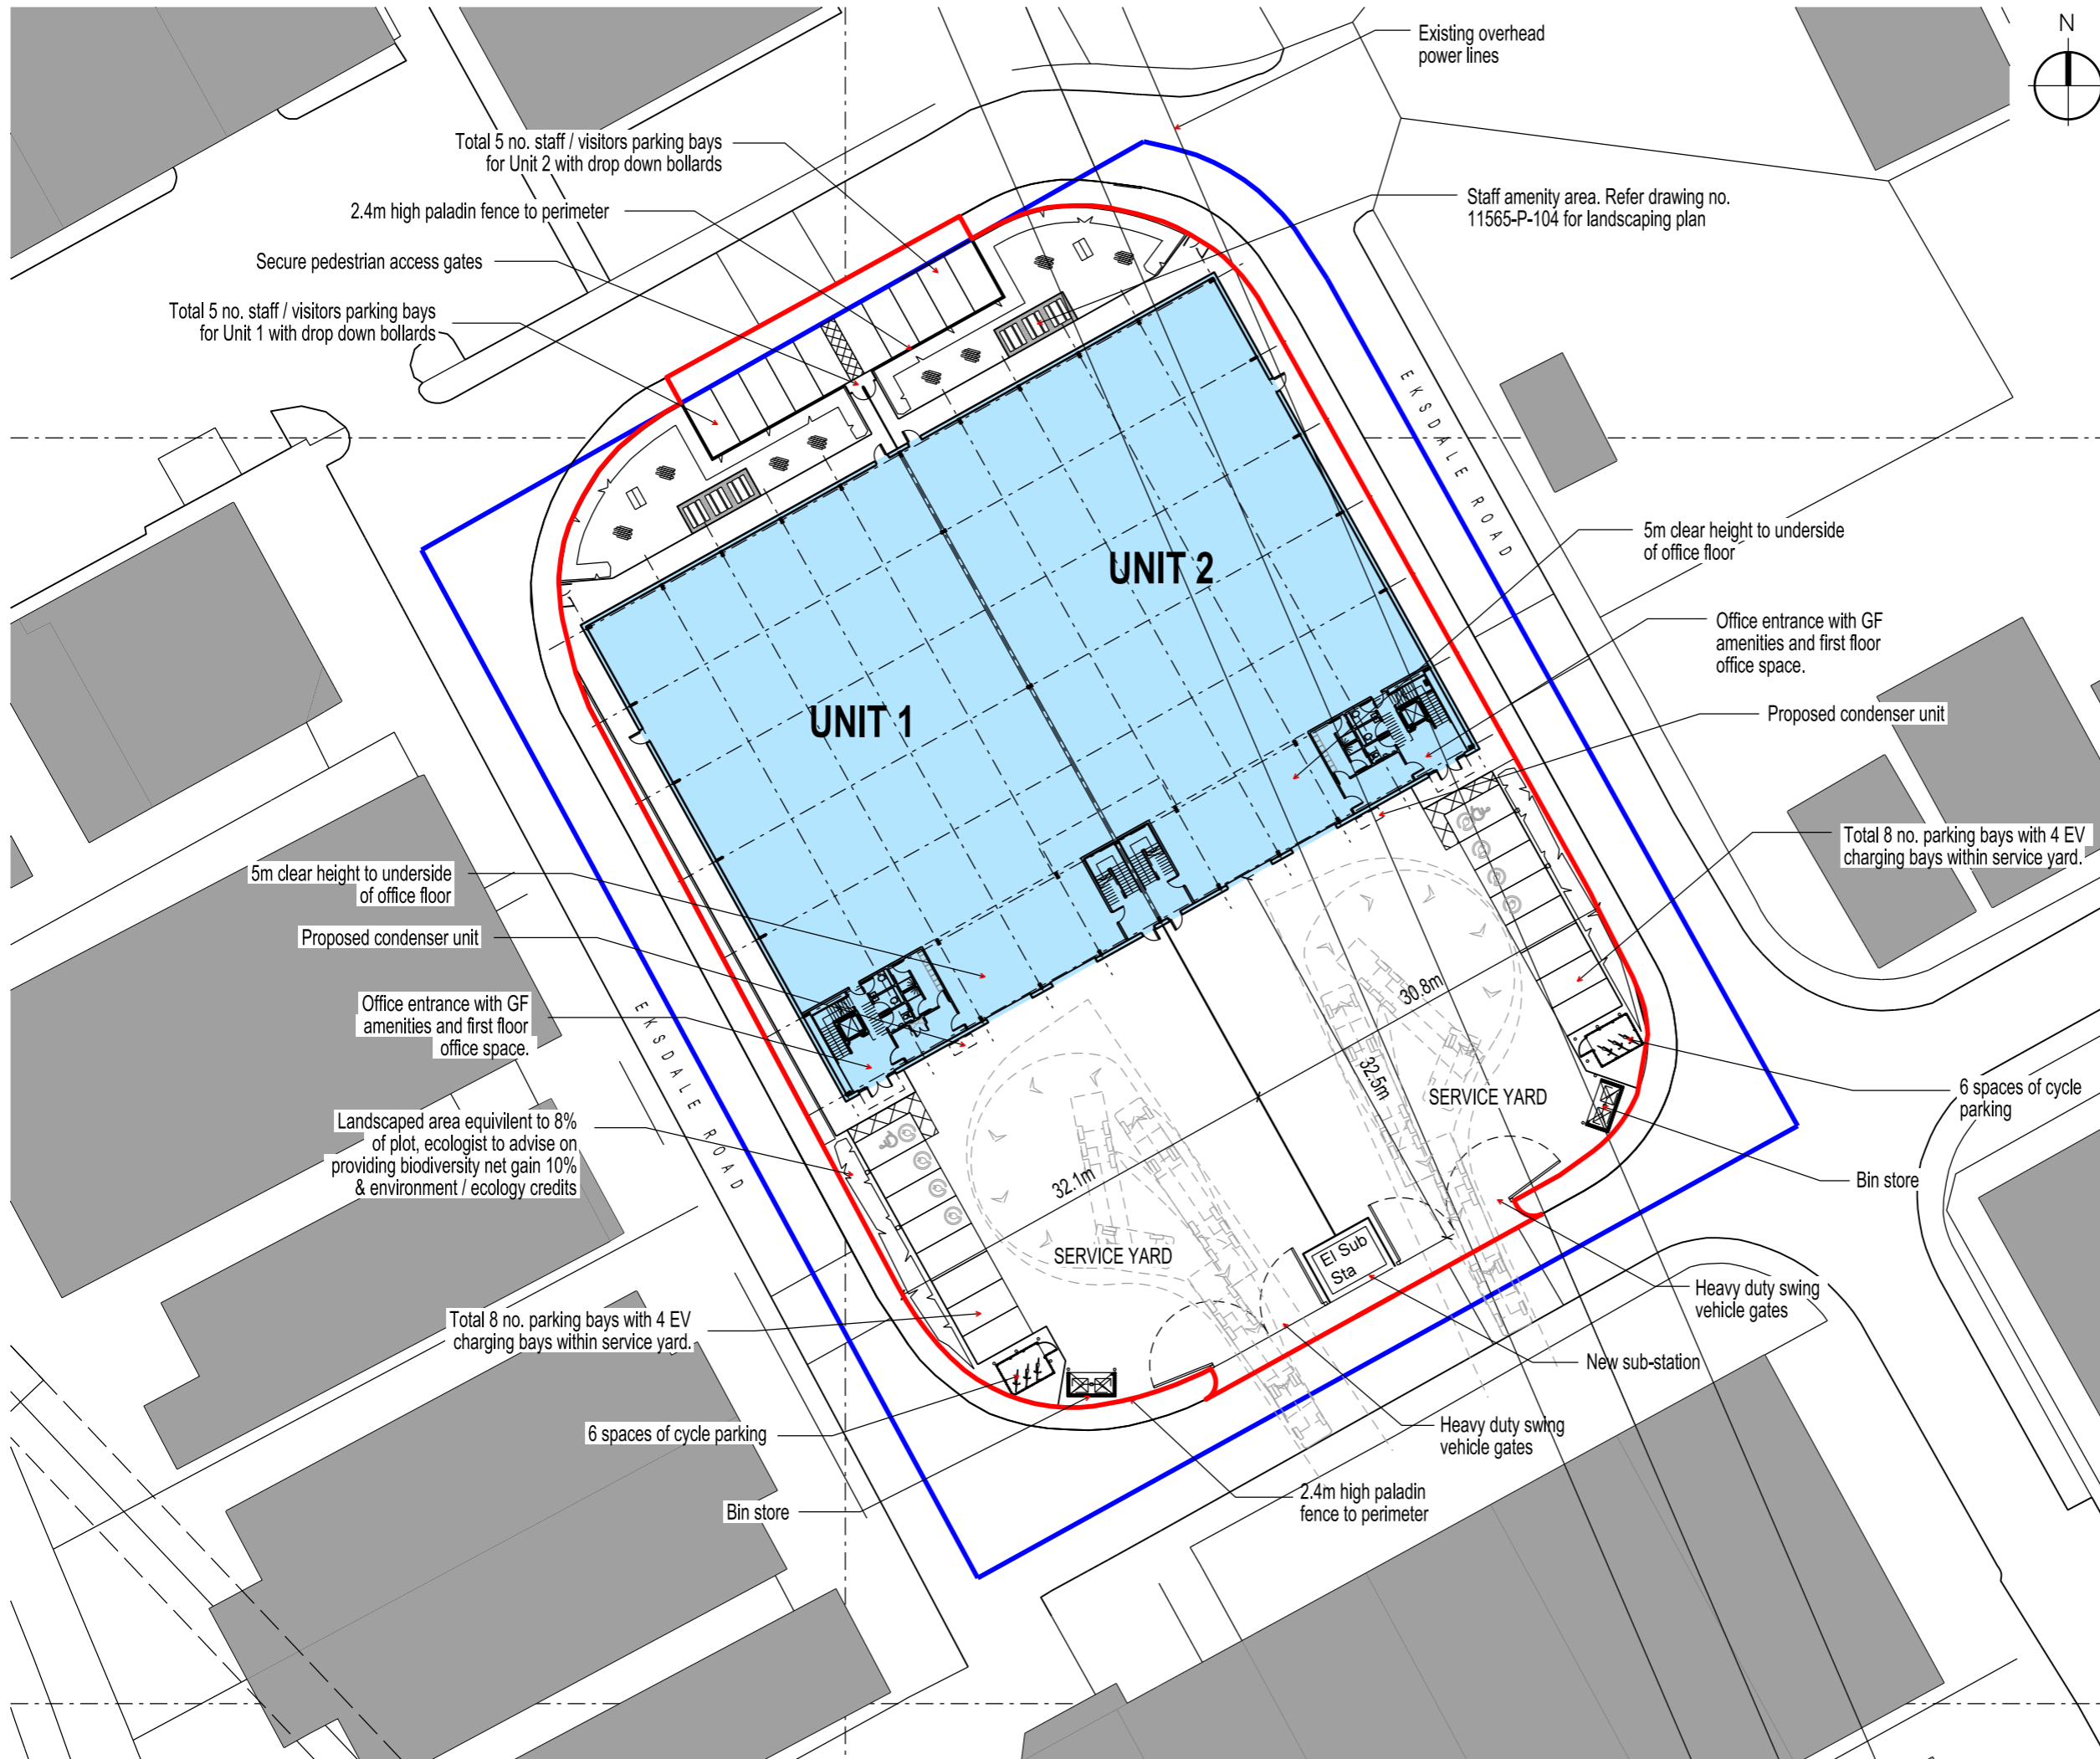 N
Existing overhead
power lines
Total 5 no. staff / visitors parking bays
for Unit 2 with drop down bollards
Staff amenity area. Refer drawing no.
11565-P-104 for landscaping plan
2.4m high paladin fence to perimeter
Secure pedestrian access gates
Total 5 no. staff / visitors parking bays
for Unit 1 with drop down bollards
EKSDALE ROAD
5m clear height to underside
of office floor
UNIT 2
Office entrance with GF
amenities and first floor
office space.
UNIT 1
Proposed condenser unit
Total 8 no. parking bays with 4 EV
charging bays within service yard.
5m clear height to underside
of office floor
Proposed condenser unit
30.8m
Office entrance with GF
amenities and first floor
office space.
EKSDALE ROAD
32.5m
SERVICE YARD
6 spaces of cycle
parking
Landscaped area equivilent to 8%
of plot, ecologist to advise on
providing biodiversity net gain 10%
& environment / ecology credits
32.1m
Bin store
SERVICE YARD
El Sub
Sta
Heavy duty swing
vehicle gates
Total 8 no. parking bays with 4 EV
charging bays within service yard.
New sub-station
6 spaces of cycle parking
Heavy duty swing
vehicle gates
2.4m high paladin
fence to perimeter
Bin store